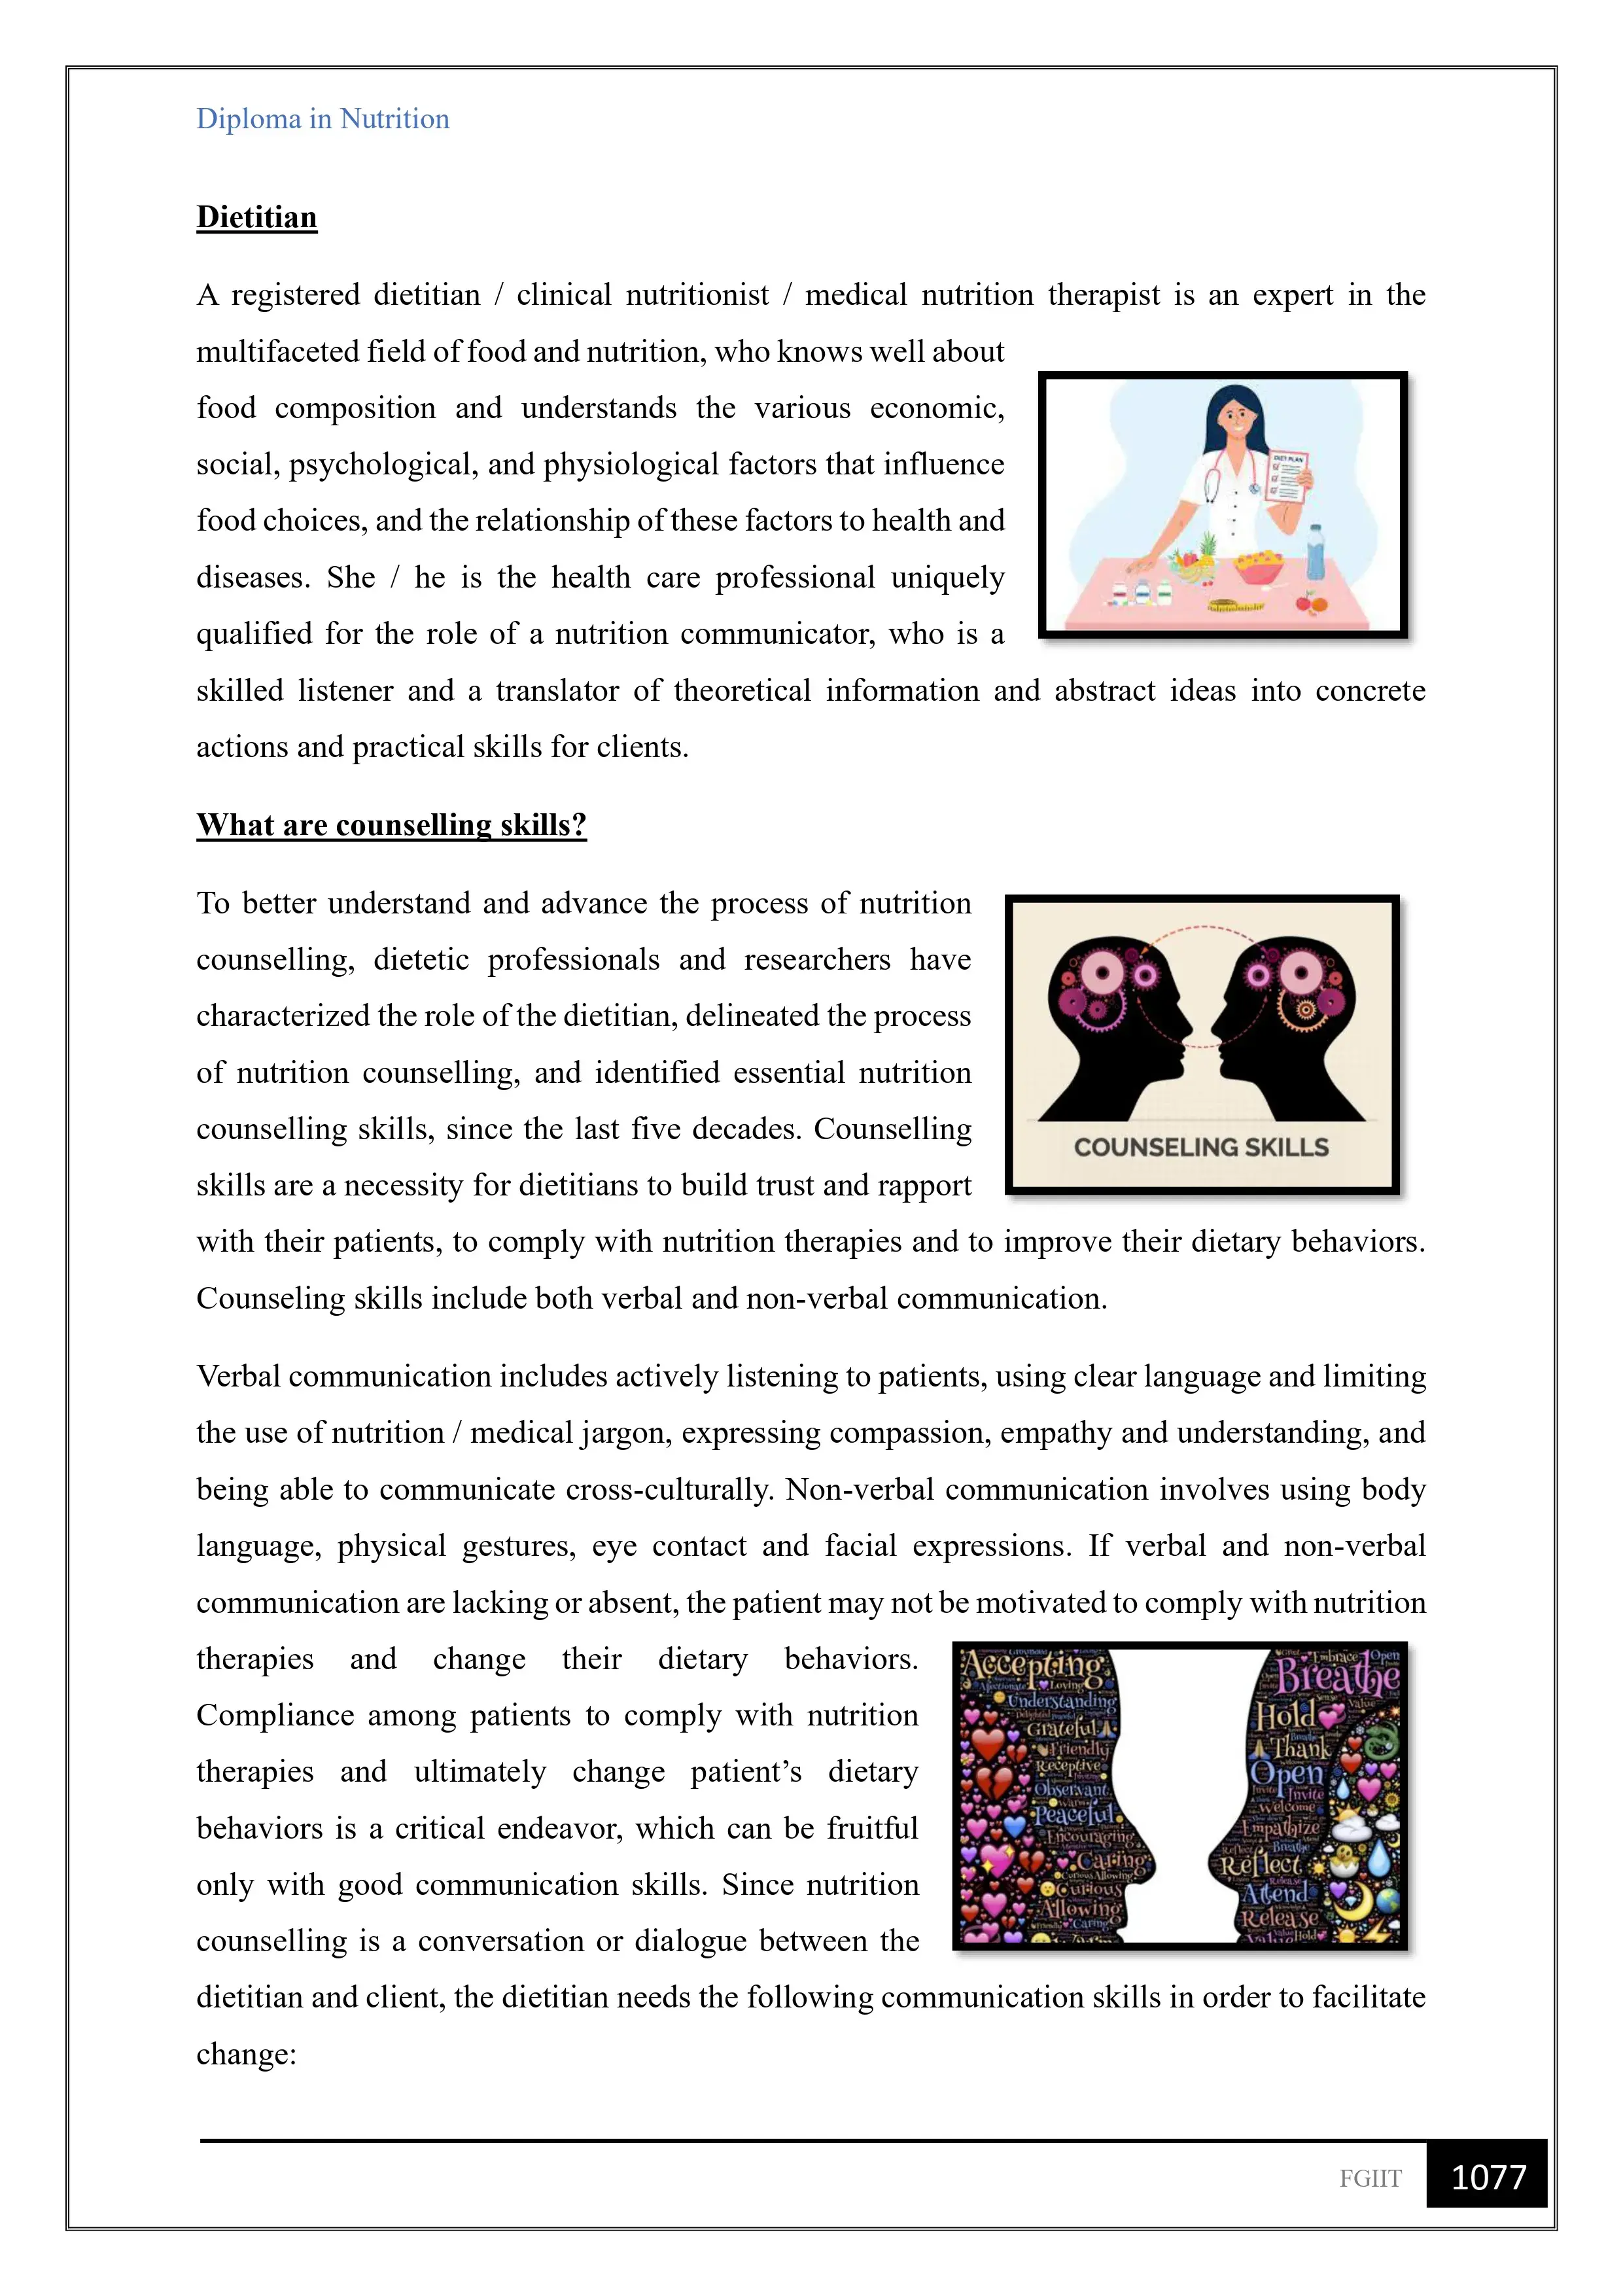 Diploma in Nutrition
Dietitian
A registered dietitian / clinical nutritionist / medical nutrition therapist is an expert in the
multifaceted field of food and nutrition, who knows well about
food composition and understands the various economic,
social, psychological, and physiological factors that influence
food choices, and the relationship of these factors to health and
diseases. She / he is the health care professional uniquely
qualified for the role of a nutrition communicator, who is a
skilled listener and a translator of theoretical information and abstract ideas into concrete
actions and practical skills for clients.
DIET PLAN
What are counselling skills?
To better understand and advance the process of nutrition
counselling, dietetic professionals and researchers have
characterized the role of the dietitian, delineated the process
of nutrition counselling, and identified essential nutrition
counselling skills, since the last five decades. Counselling
skills are a necessity for dietitians to build trust and rapport
with their patients, to comply with nutrition therapies and to improve their dietary behaviors.
Counseling skills include both verbal and non-verbal communication.
COUNSELING SKILLS
Verbal communication includes actively listening to patients, using clear language and limiting
the use of nutrition / medical jargon, expressing compassion, empathy and understanding, and
being able to communicate cross-culturally. Non-verbal communication involves using body
language, physical gestures, eye contact and facial expressions. If verbal and non-verbal
communication are lacking or absent, the patient may not be motivated to comply with nutrition
therapies and change their dietary behaviors.
Compliance among patients to comply with nutrition
therapies and ultimately change patient’s dietary
behaviors is a critical endeavor, which can be fruitful
only with good communication skills. Since nutrition
counselling is a conversation or dialogue between the
dietitian and client, the dietitian needs the following communication skills in order to facilitate
change:
Accepting
Affectionate Loving
Understanding
Grateful
Friendly
Receptive
Observant
Warm
Peaceful
Encouraging
Caring
Curious Allowing
Curious
Allowing
Friendly Caring
Embrace Open
Breathe
Value
Hold
Thank
Open
Invite
Welcome
Empathize
Reflect Breathe
Reflect
Release
Attend
Release
Value Hold
FGIIT
1077